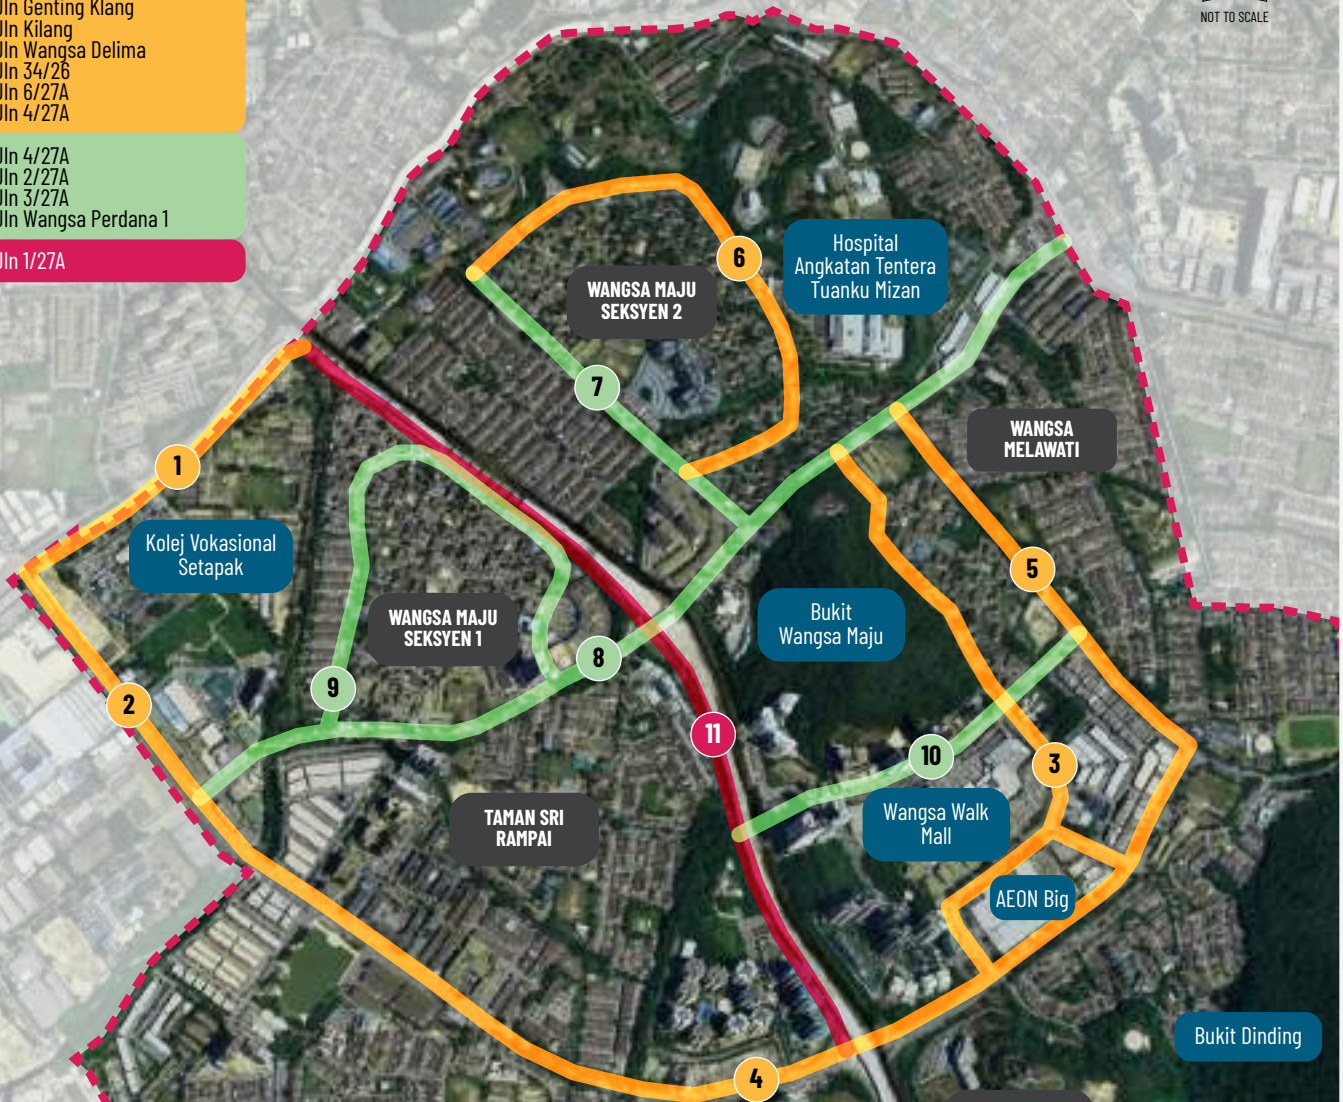 Jln Genting Klang
Jln Kilang
Jln Wangsa Delima
Jln 34/26
Jln 6/27A
Jln 4/27A
Jln 4/27A
Jln 2/27A
Jln 3/27A
Jln Wangsa Perdana 1
Jln 1/27A
NOT TO SCALE
Hospital
Angkatan Tentera
Tuanku Mizan
6
WANGSA MAJU
SEKSYEN 2
7
WANGSA
MELAWATI
1
Kolej Vokasional
Setapak
5
Bukit
Wangsa Maju
WANGSA MAJU
SEKSYEN 1
8
9
2
11
10
3
TAMAN SRI
RAMPAI
Wangsa Walk
Mall
AEON Big
Bukit Dinding
4